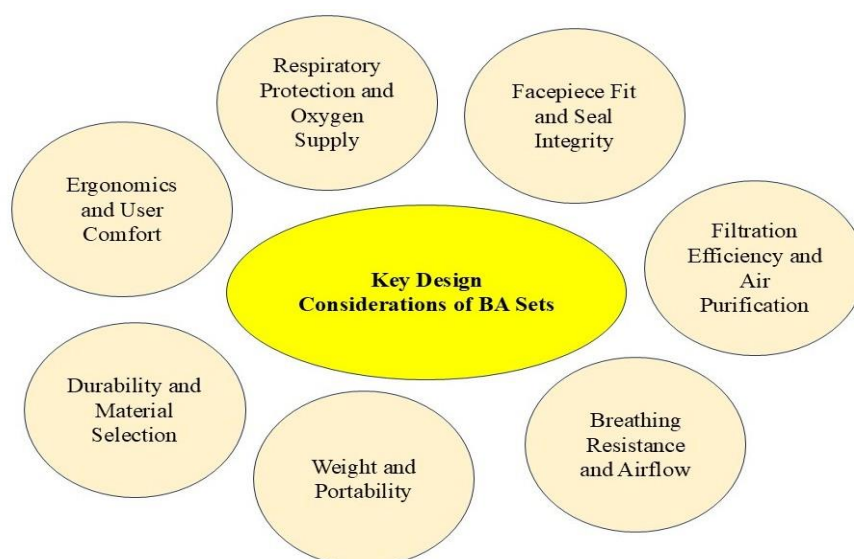 Respiratory
Protection and
Oxygen
Supply
Facepiece Fit
and Seal
Integrity
Ergonomics
and User
Comfort
Filtration
Efficiency and
Air
Purification
Key Design
Considerations of BA Sets
Durability and
Material
Selection
Breathing
Resistance
and Airflow
Weight and
Portability